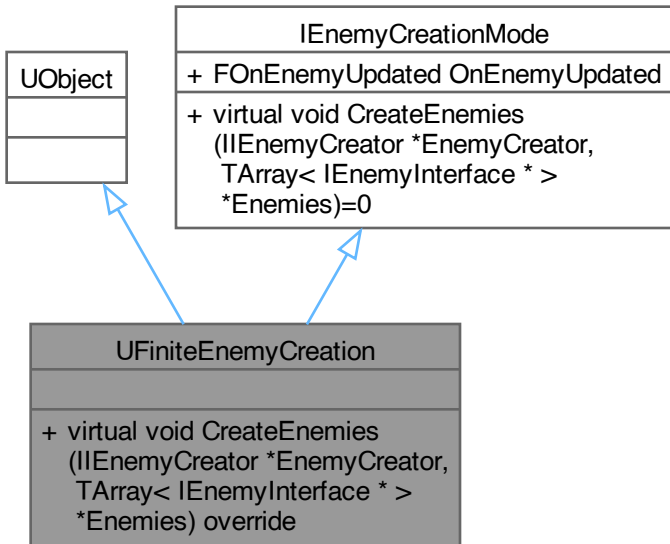 UObject
IEnemyCreationMode
+ FOnEnemyUpdated OnEnemyUpdated
+ virtual void CreateEnemies
(IIEnemyCreator *EnemyCreator,
TArray< IEnemyInterface * >
*Enemies)=0
UFiniteEnemyCreation
+ virtual void CreateEnemies
(IIEnemyCreator *EnemyCreator,
TArray< IEnemyInterface * >
*Enemies) override